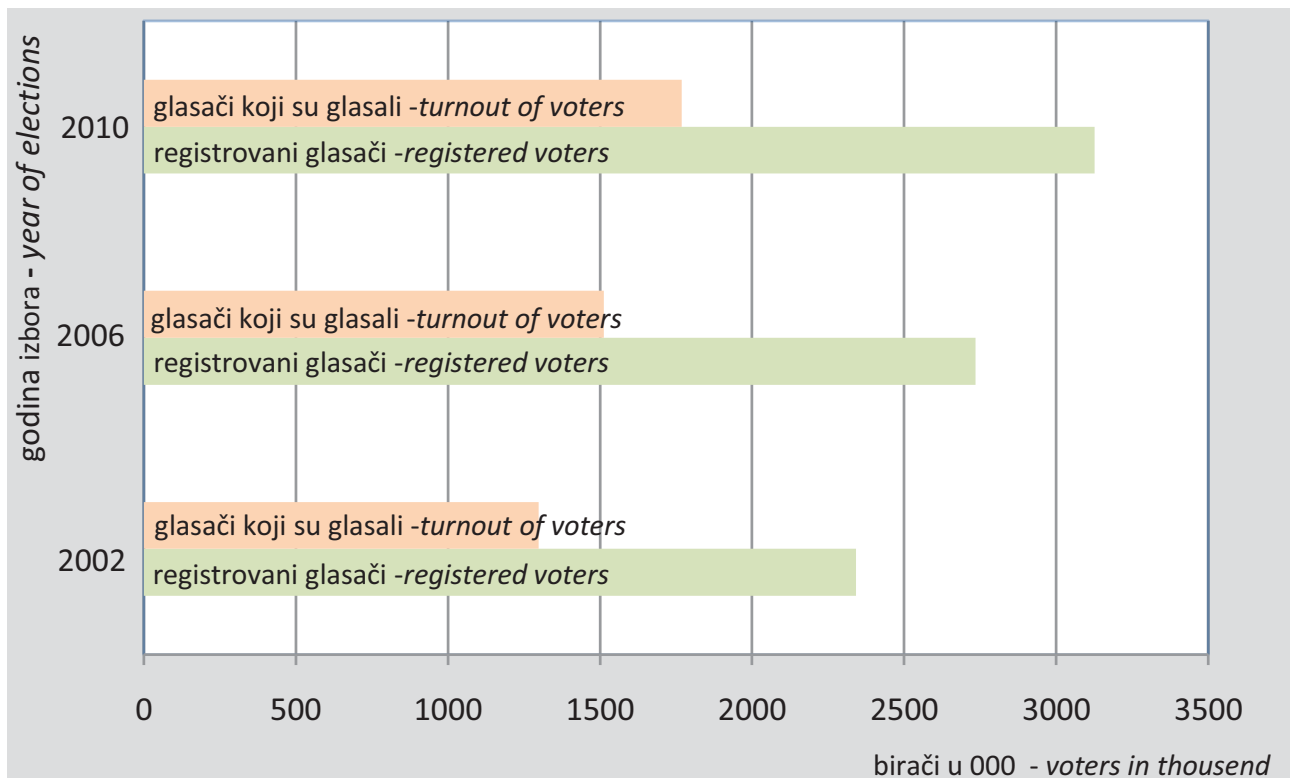 godina izbora - year of elections
2010
glasači koji su glasali -turnout of voters
registrovani glasači -registered voters
2006
glasači koji su glasali -turnout of voters
registrovani glasači -registered voters
2002
glasači koji su glasali -turnout of voters
registrovani glasači -registered voters
0 500 1000 1500 2000 2500 3000 3500
birači u 000 - voters in thousend